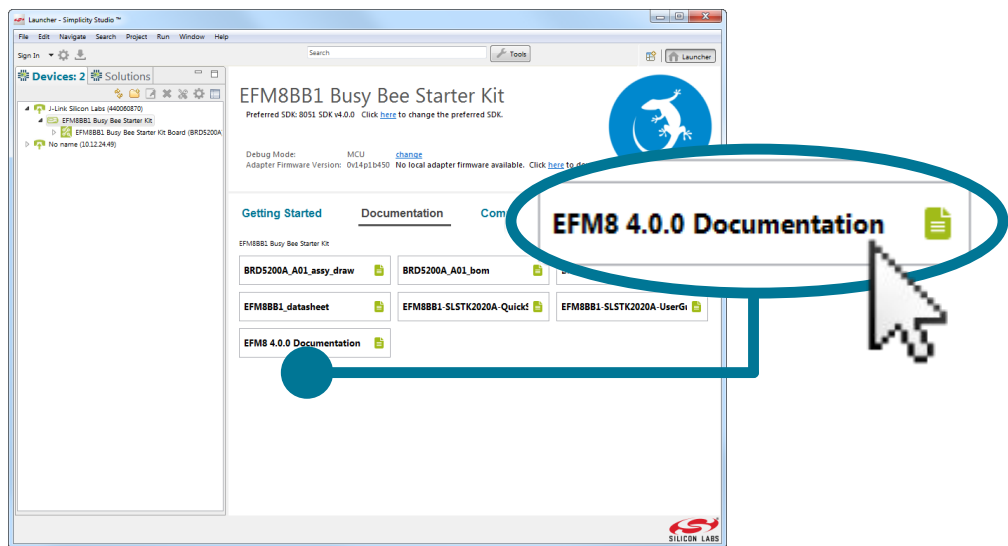 Launcher - Simplicity Studio ™
File Edit Navigate Search Project Run Window Help
Sign In Search Tools Launcher
Devices: 2 Solutions
J-Link Silicon Labs (440060870)
EFM8BB1 Busy Bee Starter Kit
EFM8BB1 Busy Bee Starter Kit Board (BRD5200A
No name (10.12.24.49)
EFM8BB1 Busy Bee Starter Kit
Preferred SDK: 8051 SDK v4.0.0 Click here to change the preferred SDK.
Debug Mode: MCU change
Adapter Firmware Version: 0v14p1b450 No local adapter firmware available. Click here to
Getting Started Documentation Com
EFM8BB1 Busy Bee Starter Kit
BRD5200A_A01_assy_draw BRD5200A_A01_bom
EFM8BB1_datasheet EFM8BB1-SLSTK2020A-Quick EFM8BB1-SLSTK2020A-UserG
EFM8 4.0.0 Documentation
EFM8 4.0.0 Documentation
SILICON LABS